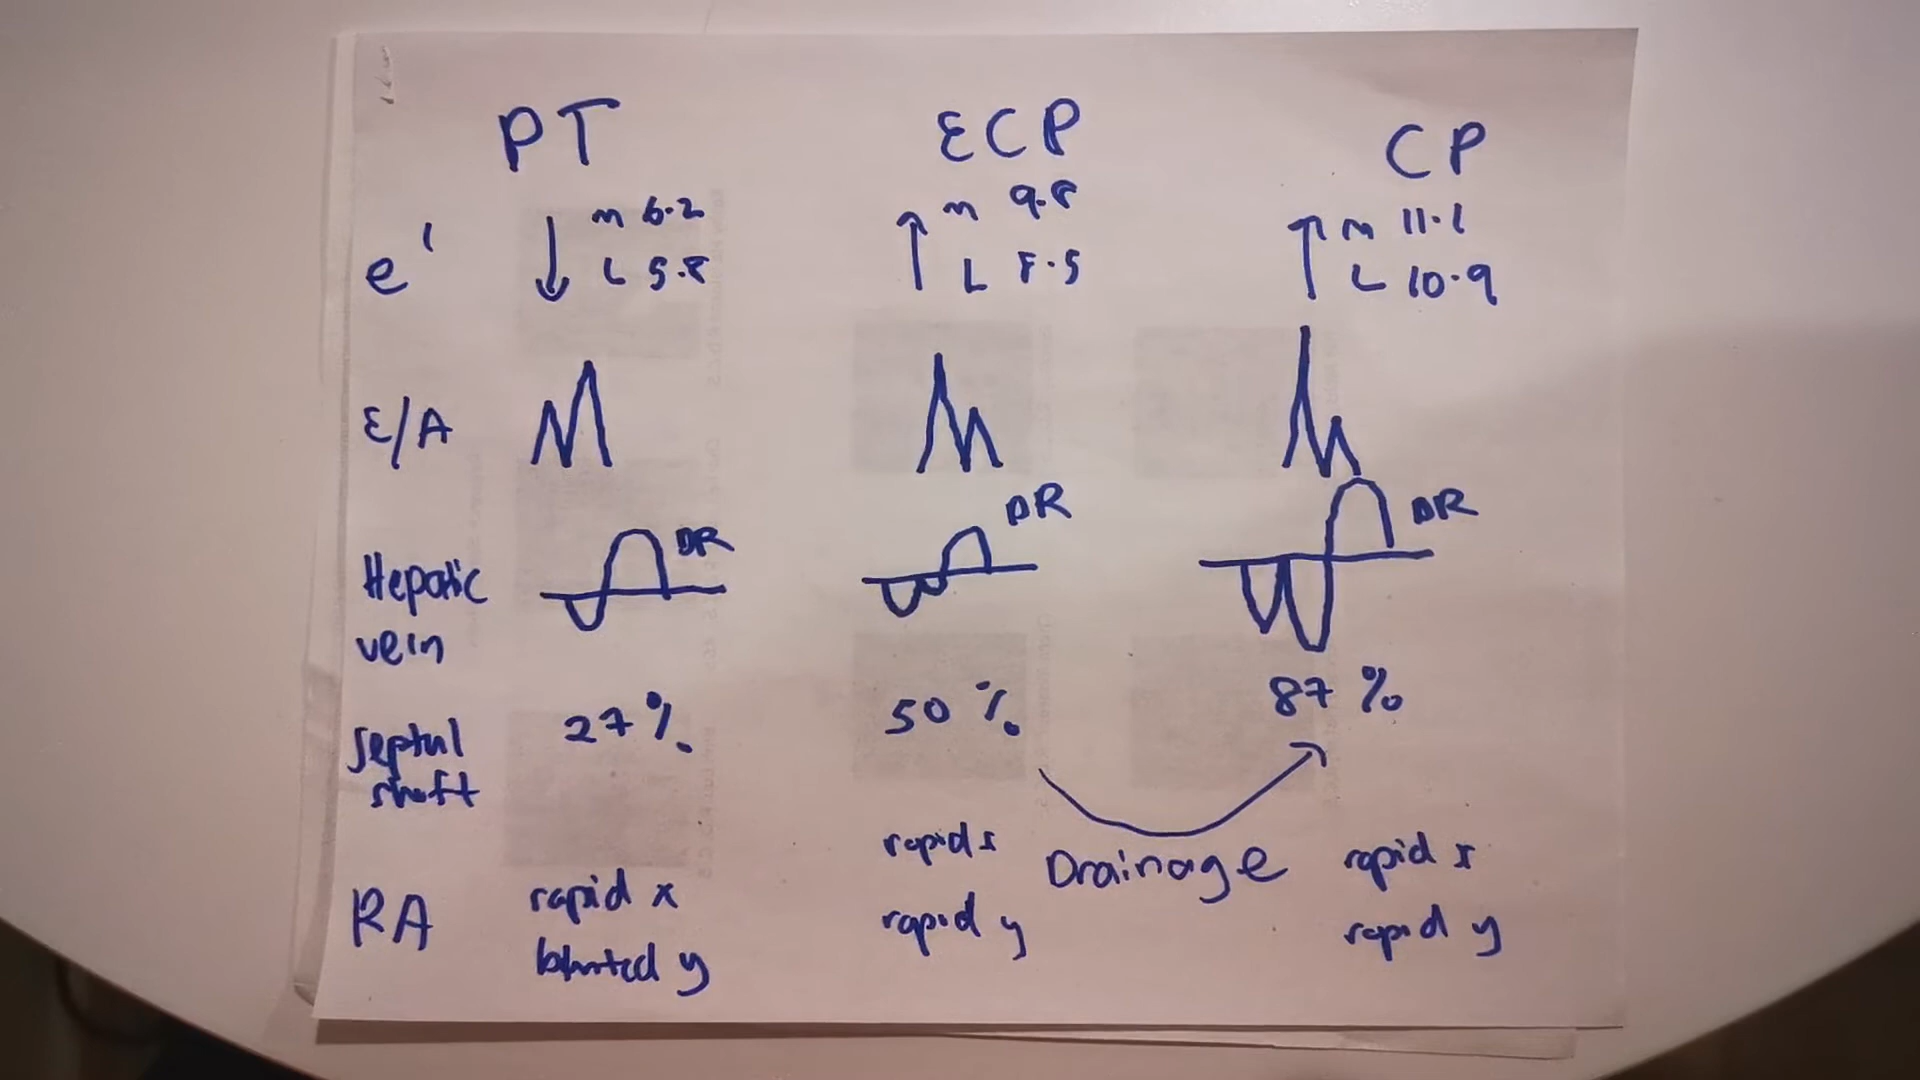 PT ECP CP
e' ↓ m 6.2 ↑ m 9.8 ↑ m 11.1
L 5.8 L 8.5 L 10.9
E/A
Hepatic DR DR DR
vein
Septal 27% 50% 87%
shift
rapid x Drainage rapid x
RA rapid x rapid y rapid y
blunted y